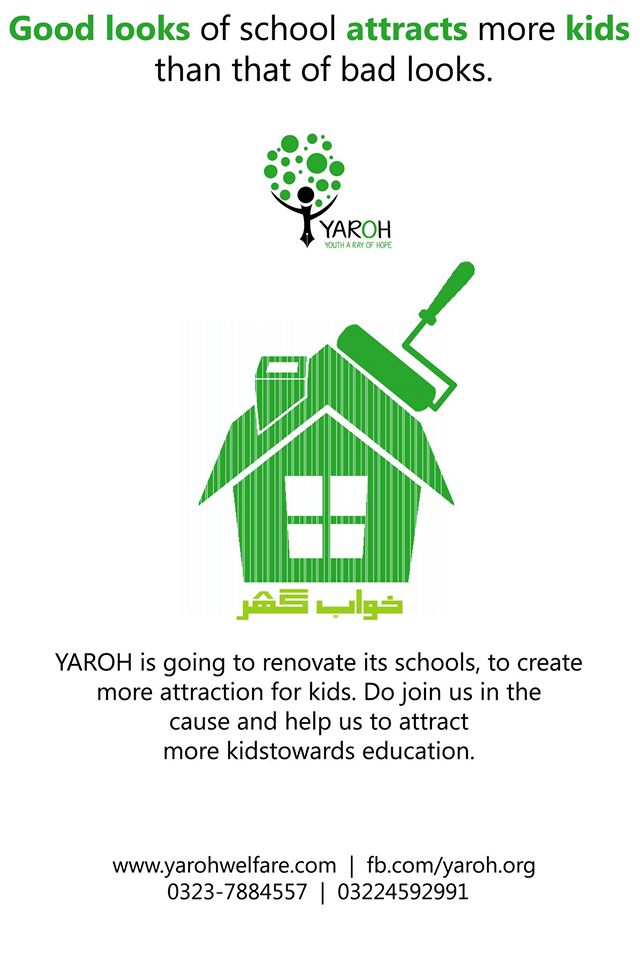 Good looks of school attracts more kids
than that of bad looks.
YAROH
YOUTH A RAY OF HOPE
خواب گھر
YAROH is going to renovate its schools, to create
more attraction for kids. Do join us in the
cause and help us to attract
more kidstowards education.
www.yarohwelfare.com | fb.com/yaroh.org
0323-7884557 | 03224592991